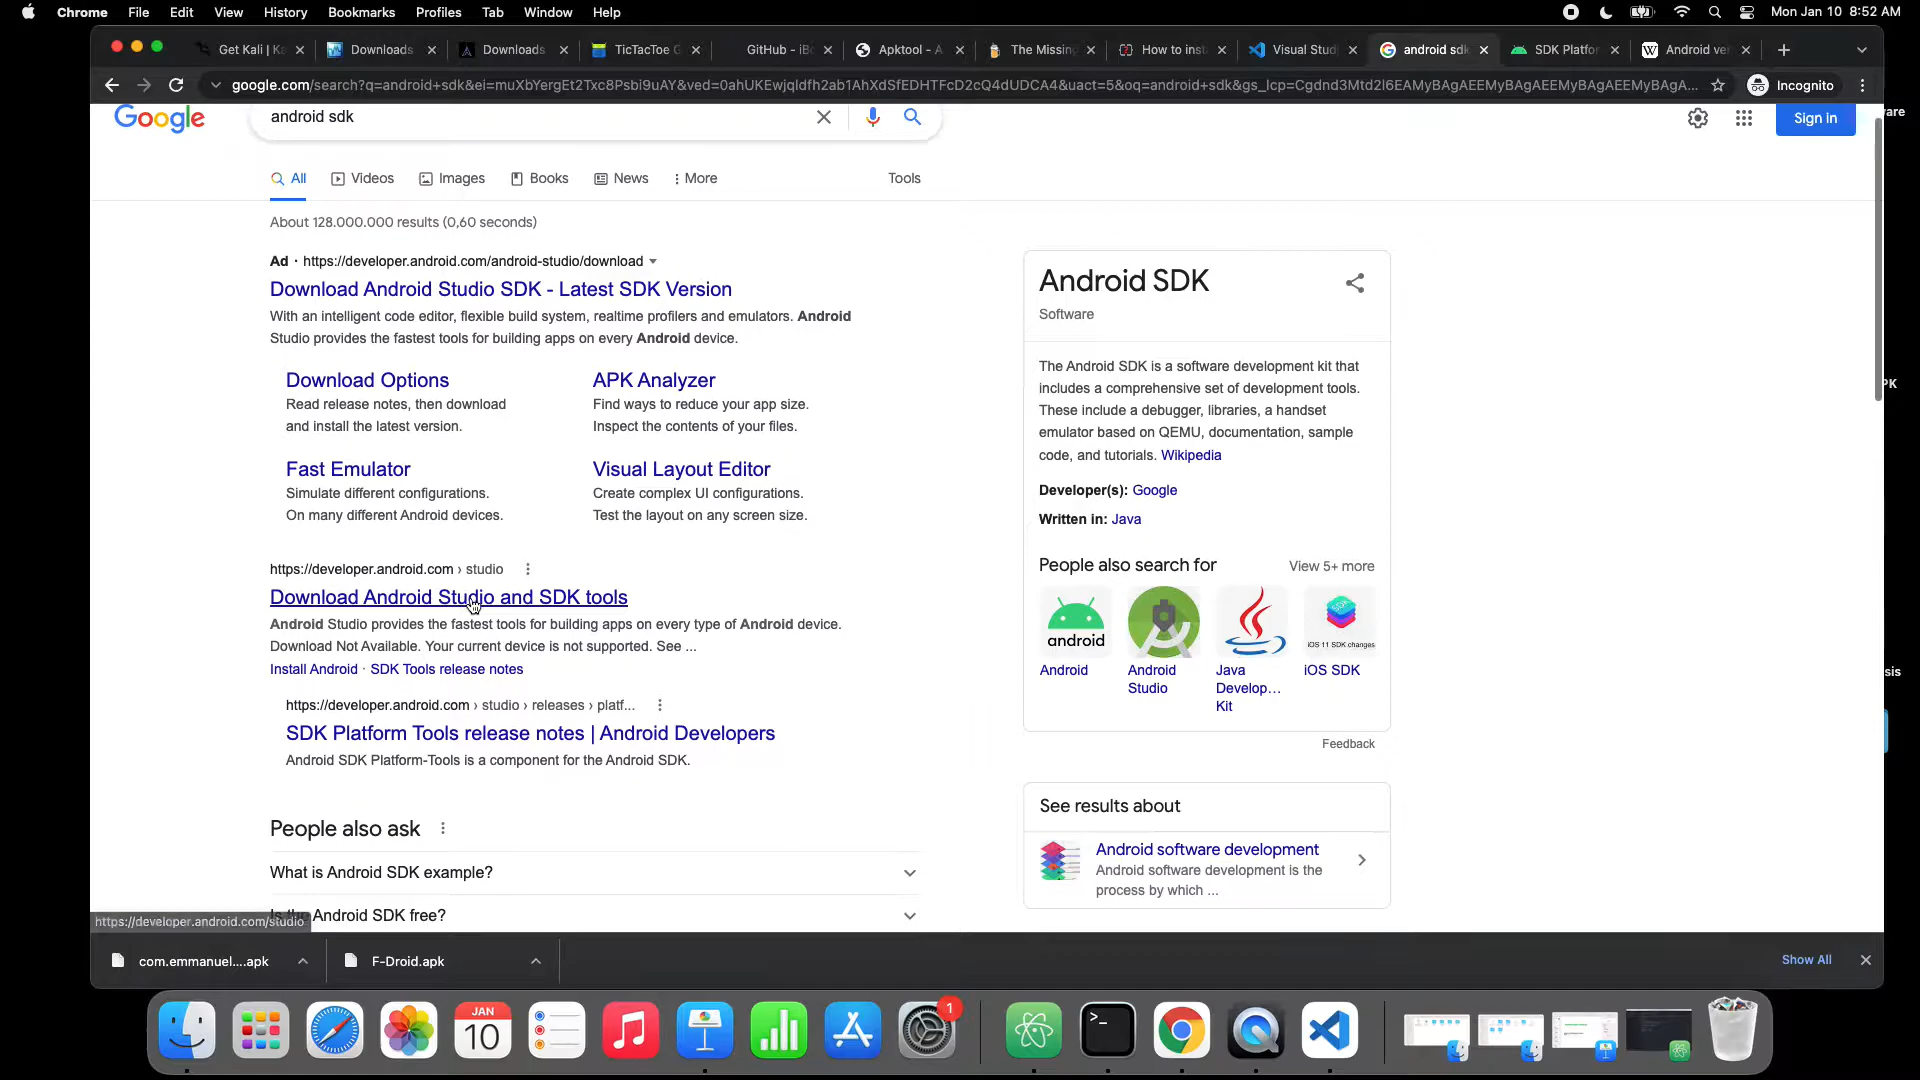 Chrome File Edit View History Bookmarks Profiles Tab Window Help Mon Jan 10 8:52 AM
Get Kali | K Downloads Downloads TicTacToe G GitHub - iB Apktool - A The Missing How to inst Visual Stud android sdk SDK Platfor Android ve
google.com/search?q=android+sdk&ei=muXbYergEt2Txc8Psbi9uAY&ved=0ahUKEwjqldfh2ab1AhXdSfEDHTFcD2cQ4dUDCA4&uact=5&oq=android+sdk&gs_lcp=Cgdnd3Mtd2l6EAMyBAgAEEMyBAgAEEMyBAgAEEMyBAgAEEMyBAgAEEMyBA... Incognito
Google android sdk Sign in
All Videos Images Books News More Tools
About 128.000.000 results (0,60 seconds)
Ad · https://developer.android.com/android-studio/download
Download Android Studio SDK - Latest SDK Version
With an intelligent code editor, flexible build system, realtime profilers and emulators. Android
Studio provides the fastest tools for building apps on every Android device.
Download Options
Read release notes, then download
and install the latest version.
APK Analyzer
Find ways to reduce your app size.
Inspect the contents of your files.
Fast Emulator
Simulate different configurations.
On many different Android devices.
Visual Layout Editor
Create complex UI configurations.
Test the layout on any screen size.
https://developer.android.com › studio
Download Android Studio and SDK tools
Android Studio provides the fastest tools for building apps on every type of Android device.
Download Not Available. Your current device is not supported. See ...
Install Android · SDK Tools release notes
https://developer.android.com › studio › releases › platf...
SDK Platform Tools release notes | Android Developers
Android SDK Platform-Tools is a component for the Android SDK.
People also ask
What is Android SDK example?
Is the Android SDK free?
https://developer.android.com/studio
Android SDK
Software
The Android SDK is a software development kit that
includes a comprehensive set of development tools.
These include a debugger, libraries, a handset
emulator based on QEMU, documentation, sample
code, and tutorials. Wikipedia
Developer(s): Google
Written in: Java
People also search for View 5+ more
android
iOS 11 SDK changes
Android
Android
Studio
Java
Develop...
Kit
iOS SDK
Feedback
See results about
Android software development
Android software development is the
process by which ...
com.emmanuel....apk F-Droid.apk Show All
JAN
10
1